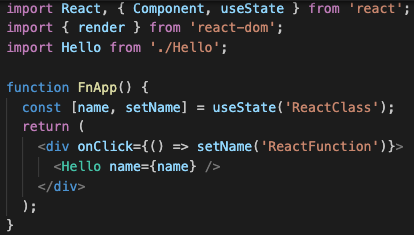 import React, { Component, useState } from 'react';
import { render } from 'react-dom';
import Hello from './Hello';

function FnApp() {
  const [name, setName] = useState('ReactClass');
  return (
    <div onClick={() => setName('ReactFunction')}>
      <Hello name={name} />
    </div>
  );
}